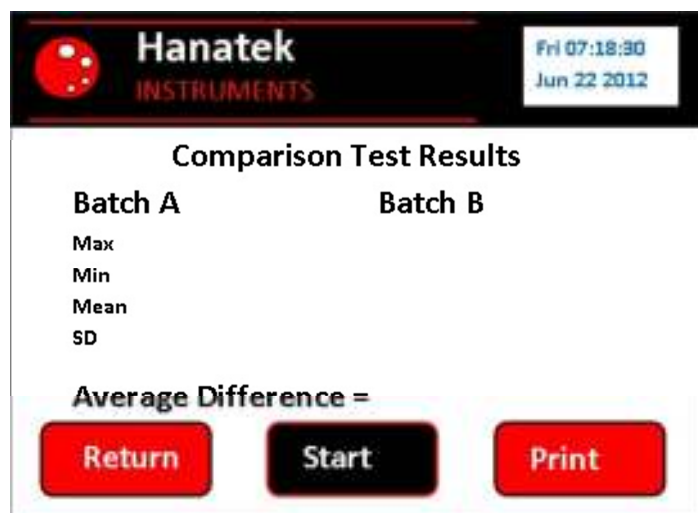 Hanatek
INSTRUMENTS
Fri 07:18:30
Jun 22 2012
Comparison Test Results
Batch A Batch B
Max
Min
Mean
SD
Average Difference =
Return Start Print